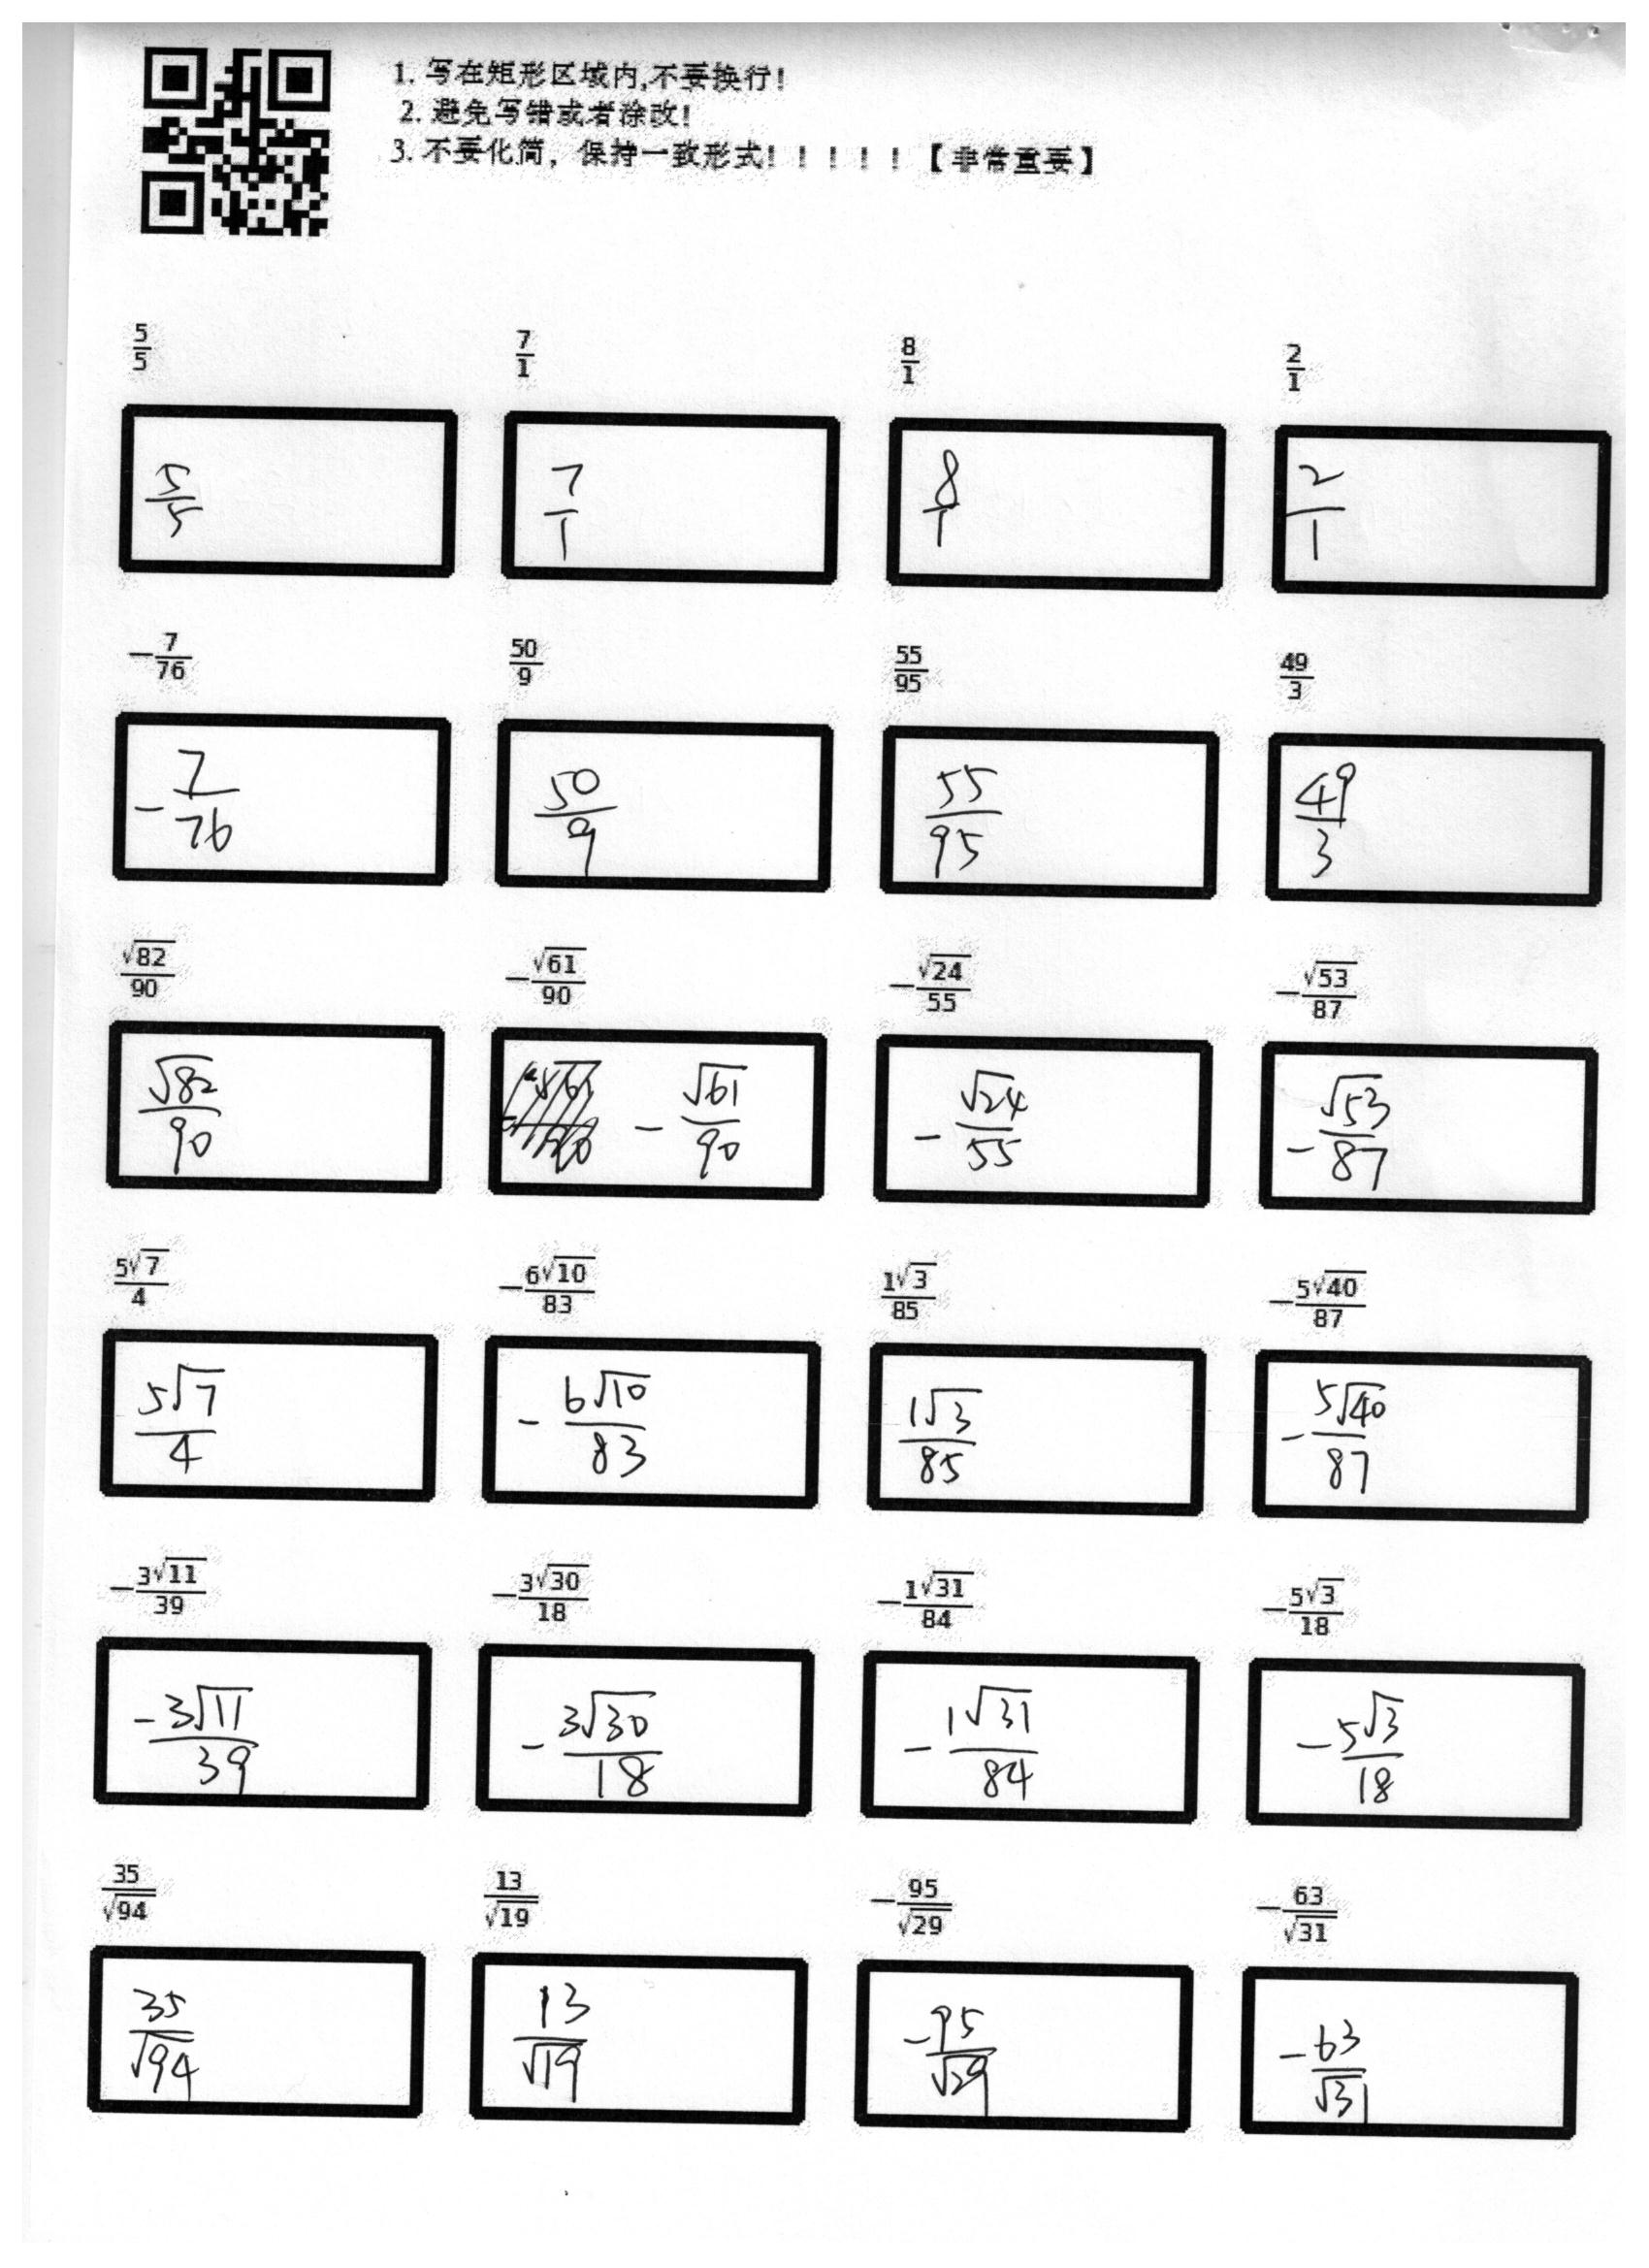 1. 写在矩形区域内,不要换行!
2. 避免写错或者涂改!
3. 不要化简，保持一致形式！！！！！【非常重要】
$\frac{5}{5}$ $\frac{7}{1}$ $\frac{8}{1}$ $\frac{2}{1}$
$\frac{5}{5}$ $\frac{7}{1}$ $\frac{8}{1}$ $\frac{2}{1}$
$-\frac{7}{76}$ $\frac{50}{9}$ $\frac{55}{95}$ $\frac{49}{3}$
$-\frac{7}{76}$ $\frac{50}{9}$ $\frac{55}{95}$ $\frac{49}{3}$
$\frac{\sqrt{82}}{90}$ $-\frac{\sqrt{61}}{90}$ $-\frac{\sqrt{24}}{55}$ $-\frac{\sqrt{53}}{87}$
$\frac{\sqrt{82}}{90}$ $-\frac{\sqrt{61}}{90}$ $-\frac{\sqrt{24}}{55}$ $-\frac{\sqrt{53}}{87}$
$\frac{5\sqrt{7}}{4}$ $-\frac{6\sqrt{10}}{83}$ $\frac{1\sqrt{3}}{85}$ $-\frac{5\sqrt{40}}{87}$
$\frac{5\sqrt{7}}{4}$ $-\frac{6\sqrt{10}}{83}$ $\frac{1\sqrt{3}}{85}$ $-\frac{5\sqrt{40}}{87}$
$-\frac{3\sqrt{11}}{39}$ $-\frac{3\sqrt{30}}{18}$ $-\frac{1\sqrt{31}}{84}$ $-\frac{5\sqrt{3}}{18}$
$-\frac{3\sqrt{11}}{39}$ $-\frac{3\sqrt{30}}{18}$ $-\frac{1\sqrt{31}}{84}$ $-\frac{5\sqrt{3}}{18}$
$\frac{35}{\sqrt{94}}$ $\frac{13}{\sqrt{19}}$ $-\frac{95}{\sqrt{29}}$ $-\frac{63}{\sqrt{31}}$
$\frac{35}{\sqrt{94}}$ $\frac{13}{\sqrt{19}}$ $-\frac{95}{\sqrt{29}}$ $-\frac{63}{\sqrt{31}}$